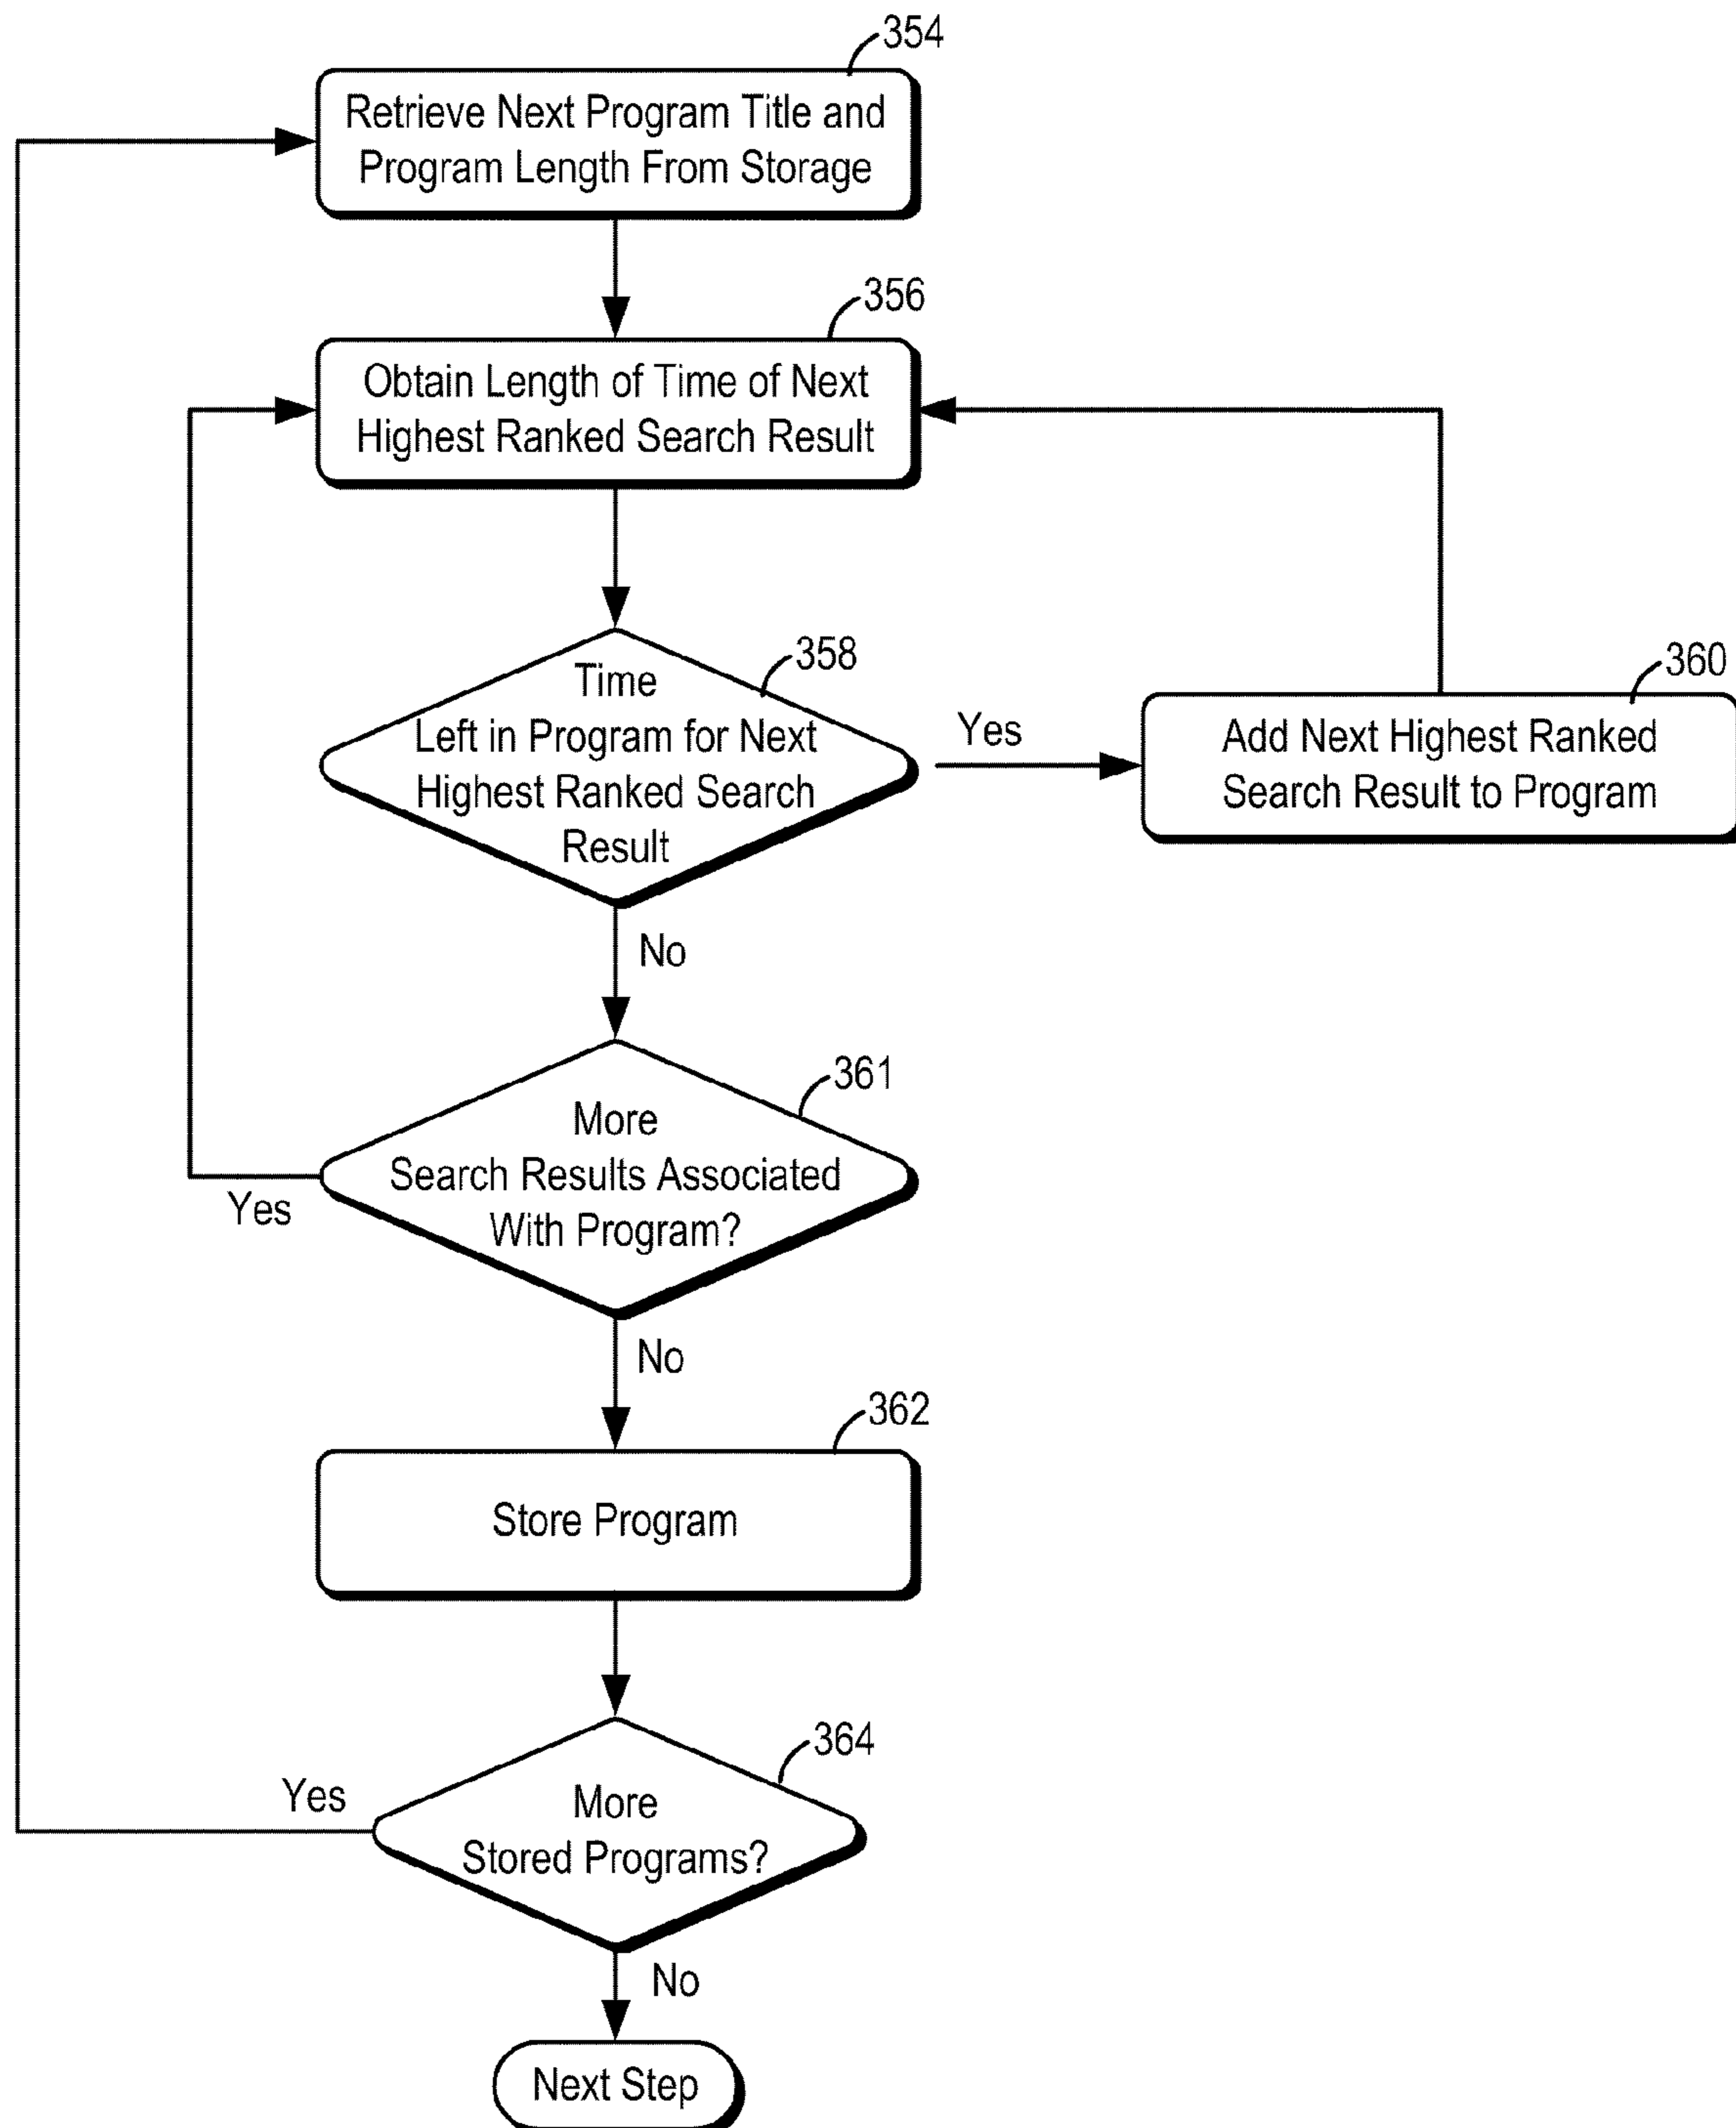 354
Retrieve Next Program Title and
Program Length From Storage
356
Obtain Length of Time of Next
Highest Ranked Search Result
358
Time
Left in Program for Next
Highest Ranked Search
Result
Yes
360
Add Next Highest Ranked
Search Result to Program
No
361
More
Search Results Associated
With Program?
Yes
No
362
Store Program
364
More
Stored Programs?
Yes
No
Next Step